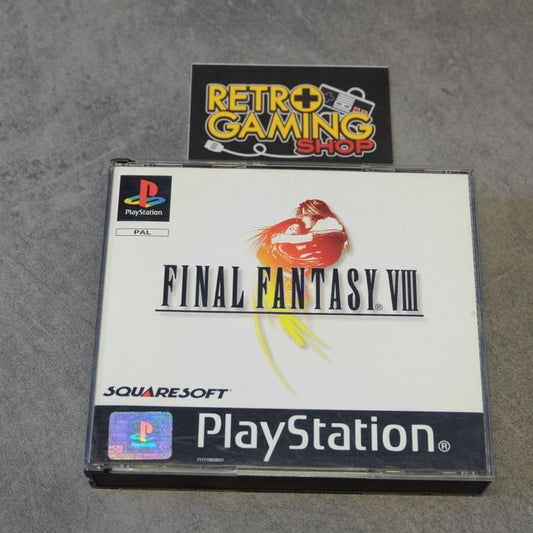 RETRO
GAMING
SHOP
PlayStation
PAL
FINAL FANTASY® VIII
SQUARESOFT®
PlayStation®